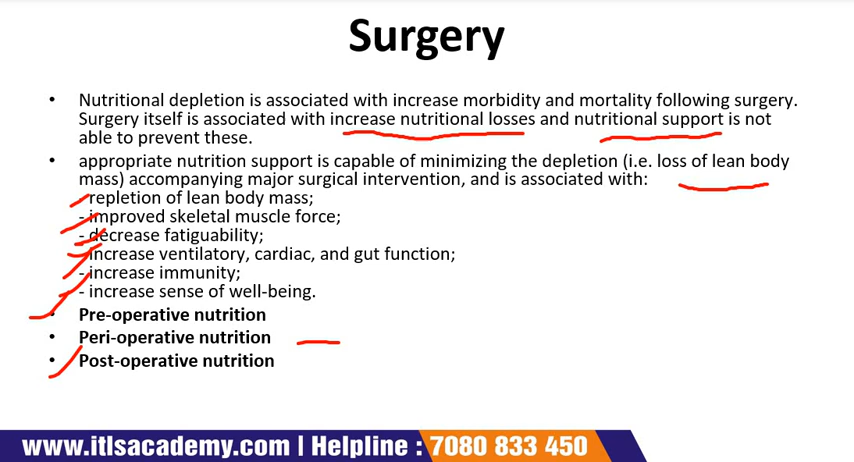 Surgery
• Nutritional depletion is associated with increase morbidity and mortality following surgery.
Surgery itself is associated with increase nutritional losses and nutritional support is not
able to prevent these.
• appropriate nutrition support is capable of minimizing the depletion (i.e. loss of lean body
mass) accompanying major surgical intervention, and is associated with:
- repletion of lean body mass;
- improved skeletal muscle force;
- decrease fatiguability;
- increase ventilatory, cardiac, and gut function;
- increase immunity;
- increase sense of well-being.
• Pre-operative nutrition
• Peri-operative nutrition
• Post-operative nutrition
www.itlsacademy.com | Helpline : 7080 833 450